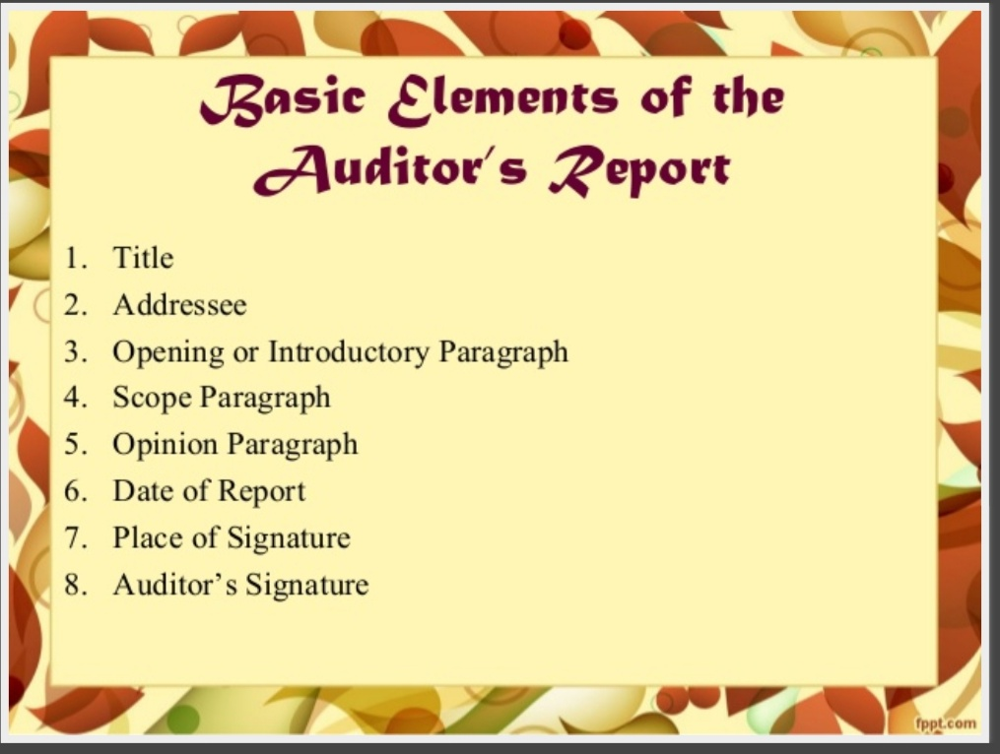 Basic Elements of the
Auditor's Report
1. Title
2. Addressee
3. Opening or Introductory Paragraph
4. Scope Paragraph
5. Opinion Paragraph
6. Date of Report
7. Place of Signature
8. Auditor’s Signature
fppt.com